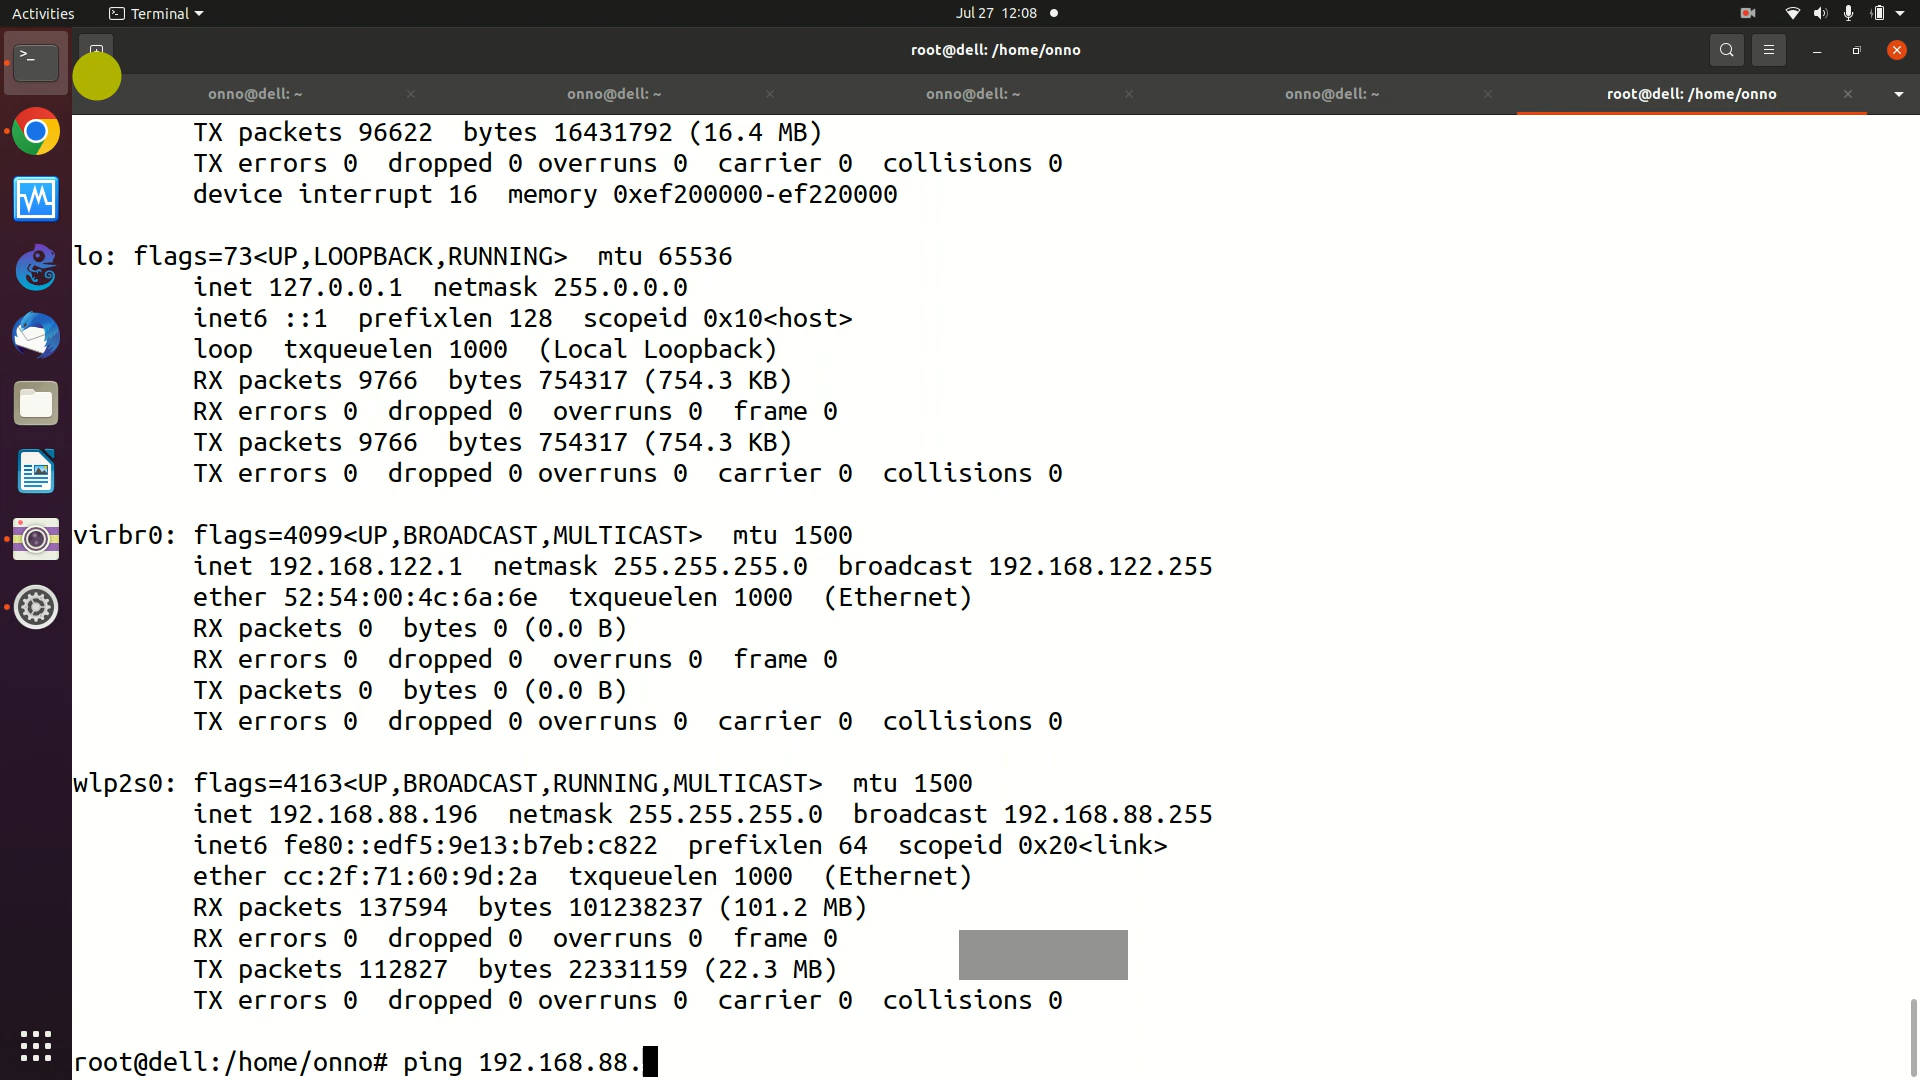 Activities
Terminal
Jul 27 12:08
root@dell: /home/onno
onno@dell: ~
onno@dell: ~
onno@dell: ~
onno@dell: ~
root@dell: /home/onno
TX packets 96622  bytes 16431792 (16.4 MB)
TX errors 0  dropped 0 overruns 0  carrier 0  collisions 0
device interrupt 16  memory 0xef200000-ef220000
lo: flags=73<UP,LOOPBACK,RUNNING>  mtu 65536
inet 127.0.0.1  netmask 255.0.0.0
inet6 ::1  prefixlen 128  scopeid 0x10<host>
loop  txqueuelen 1000  (Local Loopback)
RX packets 9766  bytes 754317 (754.3 KB)
RX errors 0  dropped 0  overruns 0  frame 0
TX packets 9766  bytes 754317 (754.3 KB)
TX errors 0  dropped 0 overruns 0  carrier 0  collisions 0
virbr0: flags=4099<UP,BROADCAST,MULTICAST>  mtu 1500
inet 192.168.122.1  netmask 255.255.255.0  broadcast 192.168.122.255
ether 52:54:00:4c:6a:6e  txqueuelen 1000  (Ethernet)
RX packets 0  bytes 0 (0.0 B)
RX errors 0  dropped 0  overruns 0  frame 0
TX packets 0  bytes 0 (0.0 B)
TX errors 0  dropped 0 overruns 0  carrier 0  collisions 0
wlp2s0: flags=4163<UP,BROADCAST,RUNNING,MULTICAST>  mtu 1500
inet 192.168.88.196  netmask 255.255.255.0  broadcast 192.168.88.255
inet6 fe80::edf5:9e13:b7eb:c822  prefixlen 64  scopeid 0x20<link>
ether cc:2f:71:60:9d:2a  txqueuelen 1000  (Ethernet)
RX packets 137594  bytes 101238237 (101.2 MB)
RX errors 0  dropped 0  overruns 0  frame 0
TX packets 112827  bytes 22331159 (22.3 MB)
TX errors 0  dropped 0 overruns 0  carrier 0  collisions 0
root@dell:/home/onno# ping 192.168.88.